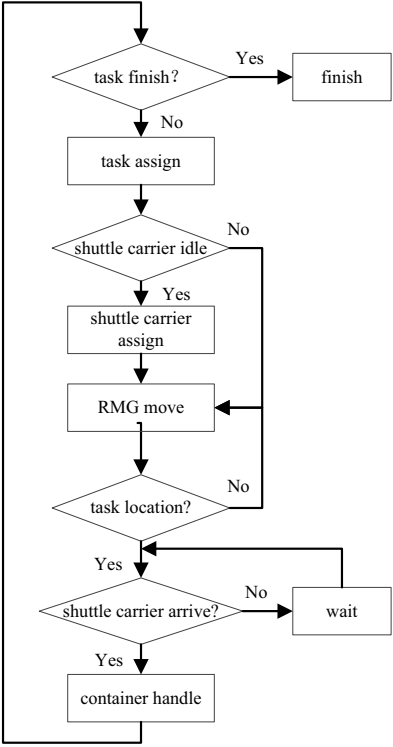 task finish?
Yes
finish
No
task assign
shuttle carrier idle
No
Yes
shuttle carrier
assign
RMG move
task location?
No
Yes
shuttle carrier arrive?
No
wait
Yes
container handle